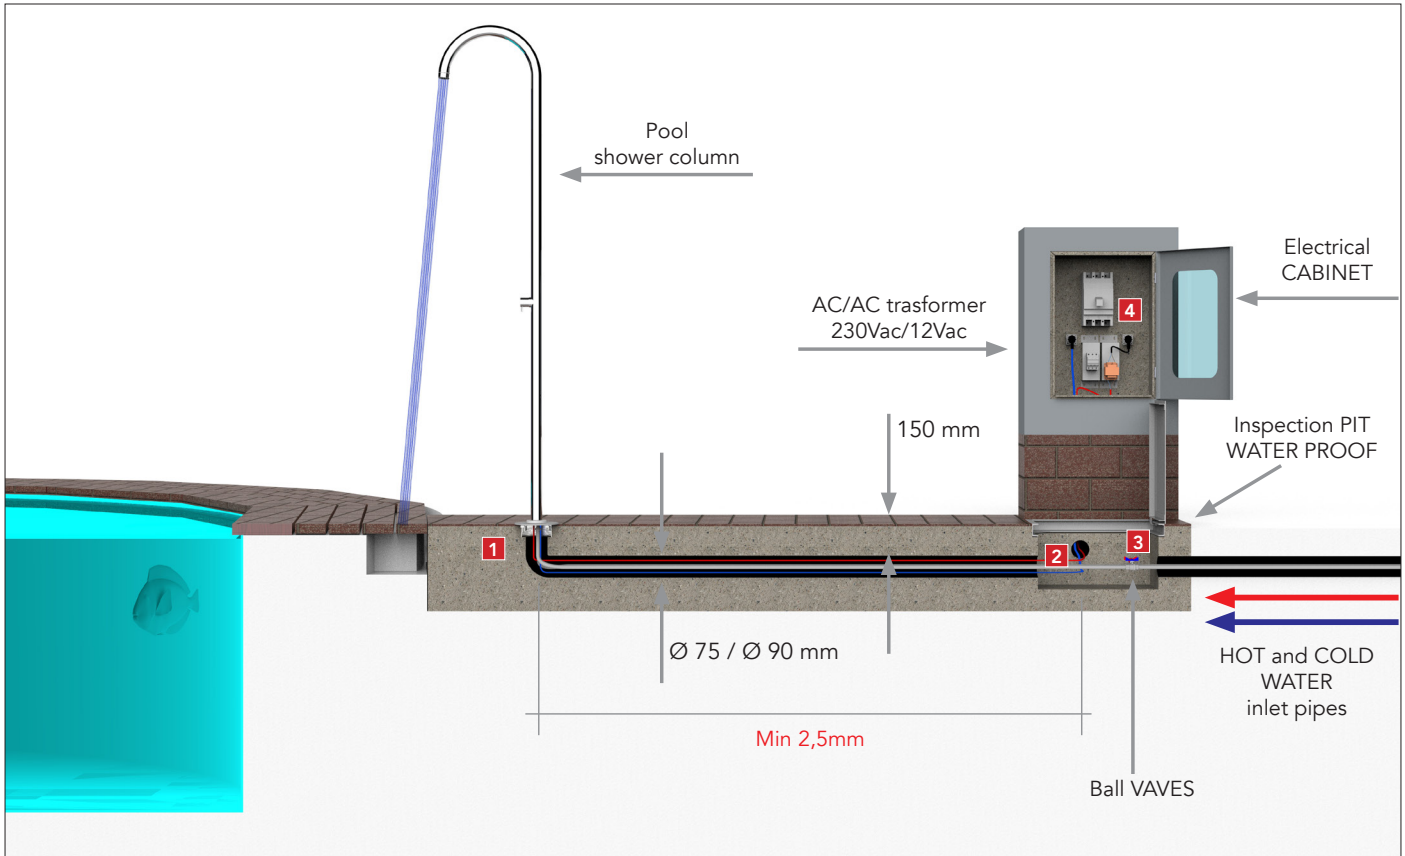 Pool
shower column
Electrical
CABINET
4
AC/AC trasformer
230Vac/12Vac
150 mm
Inspection PIT
WATER PROOF
1
2
3
Ø 75 / Ø 90 mm
HOT and COLD
WATER
inlet pipes
Min 2,5mm
Ball VAVES